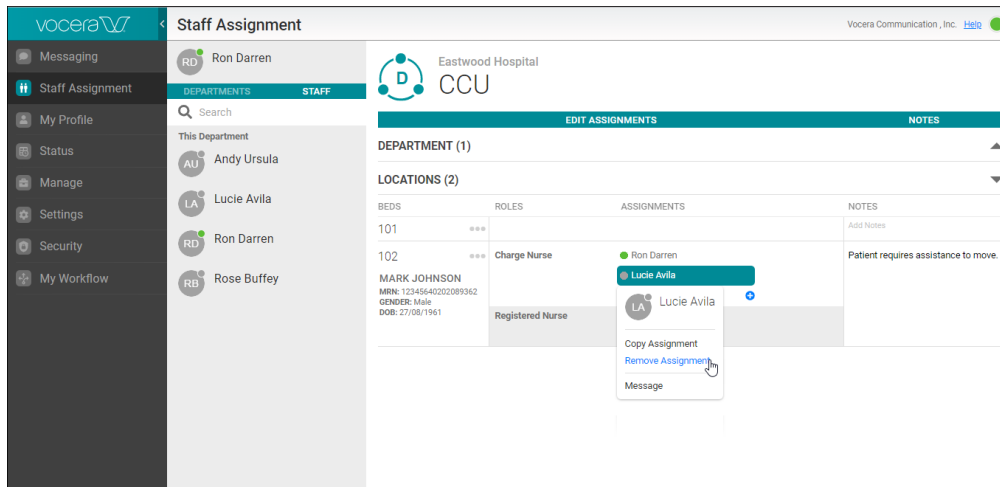 vocera
Staff Assignment
Vocera Communication , Inc. Help
Messaging
Staff Assignment
My Profile
Status
Manage
Settings
Security
My Workflow
RD Ron Darren
DEPARTMENTS STAFF
Search
This Department
AU Andy Ursula
LA Lucie Avila
RD Ron Darren
RB Rose Buffey
D
Eastwood Hospital
CCU
EDIT ASSIGNMENTS NOTES
DEPARTMENT (1)
LOCATIONS (2)
BEDS ROLES ASSIGNMENTS NOTES
101 Add Notes
102 Charge Nurse Ron Darren Patient requires assistance to move.
MARK JOHNSON Lucie Avila
MRN: 12345640202089362
GENDER: Male
DOB: 27/08/1961
Registered Nurse
LA Lucie Avila
Copy Assignment
Remove Assignment
Message